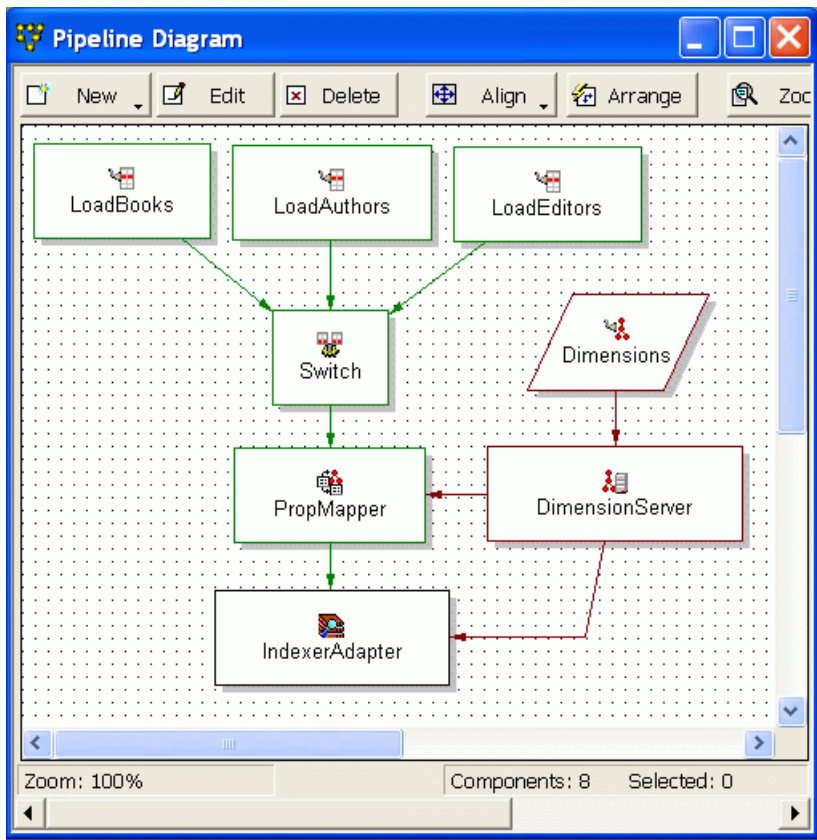 Pipeline Diagram
New Edit Delete Align Arrange Zoo
LoadBooks LoadAuthors LoadEditors
Switch Dimensions
PropMapper DimensionServer
IndexerAdapter
Zoom: 100% Components: 8 Selected: 0